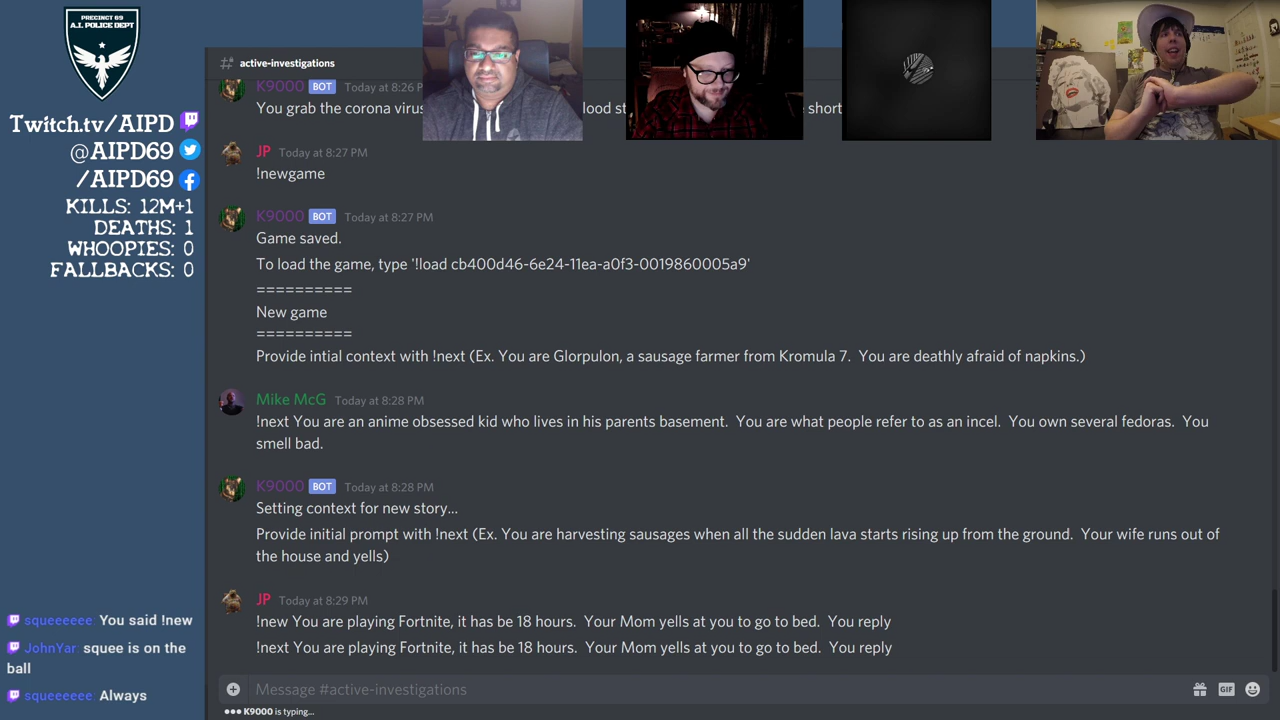 PRECINCT 69
A.I. POLICE DEPT
Twitch.tv/AIPD
@AIPD69
/AIPD69
KILLS: 12M+1
DEATHS: 1
WHOOPIES: 0
FALLBACKS: 0
squeeeeee: You said !new
JohnYar: squee is on the
ball
squeeeeee: Always
active-investigations
K9000 BOT Today at 8:26 P
You grab the corona virus lood st short
JP Today at 8:27 PM
!newgame
K9000 BOT Today at 8:27 PM
Game saved.
To load the game, type '!load cb400d46-6e24-11ea-a0f3-0019860005a9'
==========
New game
==========
Provide intial context with !next (Ex. You are Glorpulon, a sausage farmer from Kromula 7. You are deathly afraid of napkins.)
Mike McG Today at 8:28 PM
!next You are an anime obsessed kid who lives in his parents basement. You are what people refer to as an incel. You own several fedoras. You
smell bad.
K9000 BOT Today at 8:28 PM
Setting context for new story...
Provide initial prompt with !next (Ex. You are harvesting sausages when all the sudden lava starts rising up from the ground. Your wife runs out of
the house and yells)
JP Today at 8:29 PM
!new You are playing Fortnite, it has be 18 hours. Your Mom yells at you to go to bed. You reply
!next You are playing Fortnite, it has be 18 hours. Your Mom yells at you to go to bed. You reply
Message #active-investigations
GIF
K9000 is typing...